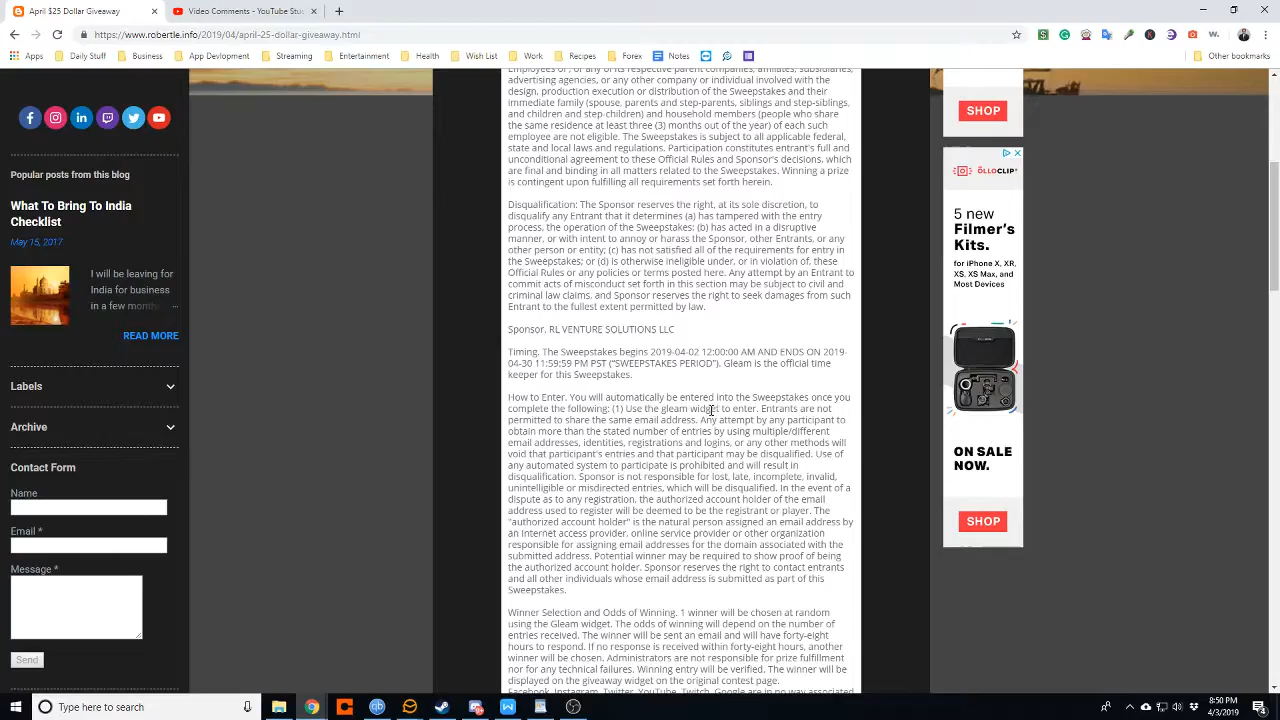 April $25 Dollar Giveaway
Video Comments - YouTube Stu
https://www.robertle.info/2019/04/april-25-dollar-giveaway.html
Apps
Daily Stuff
Business
App Devlopment
Streaming
Entertainment
Health
Wish List
Work
Recipes
Forex
Notes
Other bookmarks
Popular posts from this blog
What To Bring To India
Checklist
May 15, 2017
I will be leaving for
India for business
in a few month
READ MORE
Labels
Archive
Contact Form
Name
Email *
Message *
Send
advertising agencies, or any other company or individual involved with the
design, production execution or distribution of the Sweepstakes and their
immediate family (spouse, parents and step-parents, siblings and step-siblings,
and children and step-children) and household members (people who share
the same residence at least three (3) months out of the year) of each such
employee are not eligible. The Sweepstakes is subject to all applicable federal,
state and local laws and regulations. Participation constitutes entrant's full and
unconditional agreement to these Official Rules and Sponsor's decisions, which
are final and binding in all matters related to the Sweepstakes. Winning a prize
is contingent upon fulfilling all requirements set forth herein.
Disqualification: The Sponsor reserves the right, at its sole discretion, to
disqualify any Entrant that it determines (a) has tampered with the entry
process, the operation of the Sweepstakes; (b) has acted in a disruptive
manner, or with intent to annoy or harass the Sponsor, other Entrants, or any
other person or entity; (c) has not satisfied all of the requirements for entry in
the Sweepstakes; or (d) is otherwise ineligible under, or in violation of, these
Official Rules or any policies or terms posted here. Any attempt by an Entrant to
commit acts of misconduct set forth in this section may be subject to civil and
criminal law claims, and Sponsor reserves the right to seek damages from such
Entrant to the fullest extent permitted by law.
Sponsor. RL VENTURE SOLUTIONS LLC
Timing. The Sweepstakes begins 2019-04-02 12:00:00 AM AND ENDS ON 2019-
04-30 11:59:59 PM PST ("SWEEPSTAKES PERIOD"). Gleam is the official time
keeper for this Sweepstakes.
How to Enter. You will automatically be entered into the Sweepstakes once you
complete the following: (1) Use the gleam widget to enter. Entrants are not
permitted to share the same email address. Any attempt by any participant to
obtain more than the stated number of entries by using multiple/different
email addresses, identities, registrations and logins, or any other methods will
void that participant's entries and that participant may be disqualified. Use of
any automated system to participate is prohibited and will result in
disqualification. Sponsor is not responsible for lost, late, incomplete, invalid,
unintelligible or misdirected entries, which will be disqualified. In the event of a
dispute as to any registration, the authorized account holder of the email
address used to register will be deemed to be the registrant or player. The
"authorized account holder" is the natural person assigned an email address by
an Internet access provider, online service provider or other organization
responsible for assigning email addresses for the domain associated with the
submitted address. Potential winner may be required to show proof of being
the authorized account holder. Sponsor reserves the right to contact entrants
and all other individuals whose email address is submitted as part of this
Sweepstakes.
Winner Selection and Odds of Winning. 1 winner will be chosen at random
using the Gleam widget. The odds of winning will depend on the number of
entries received. The winner will be sent an email and will have forty-eight
hours to respond. If no response is received within forty-eight hours, another
winner will be chosen. Administrators are not responsible for prize fulfillment
nor for any technical failures. Winning entry will be verified. The winner will be
displayed on the giveaway widget on the original contest page.
Facebook, Instagram, Twitter, YouTube, Twitch, Google are in no way associated
SHOP
OLLOCLIP
5 new
Filmer's
Kits.
for iPhone X, XR,
XS, XS Max, and
Most Devices
ON SALE
NOW.
SHOP
Type here to search
8:50 PM
4/3/2019